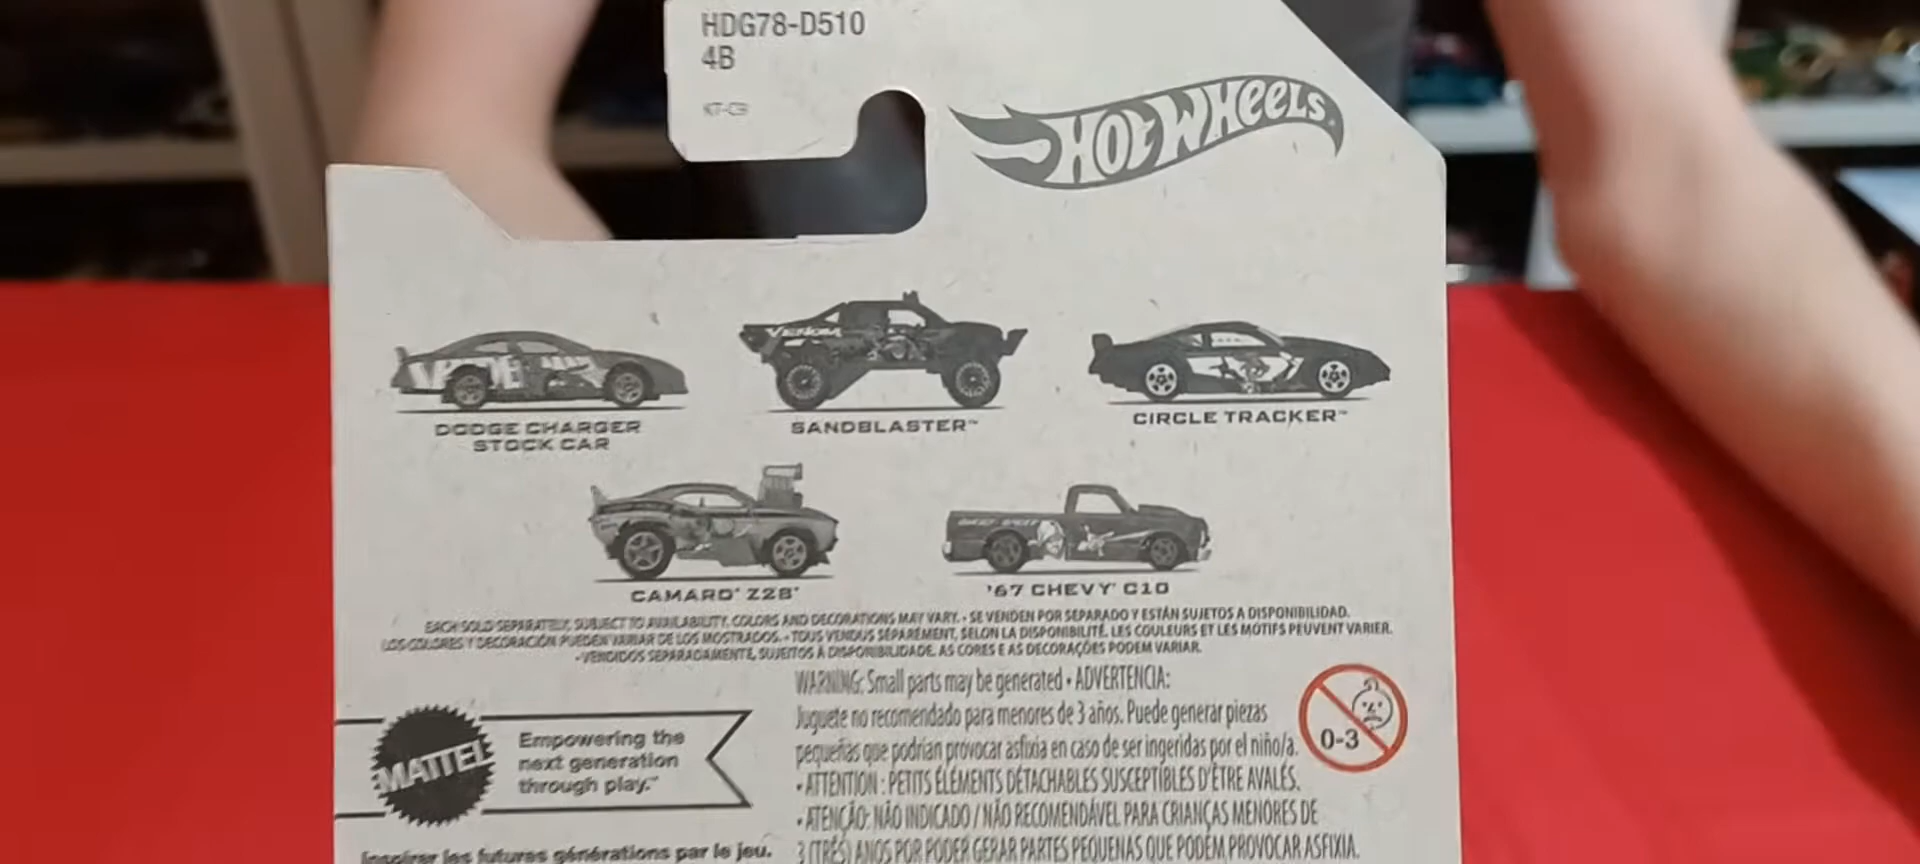 HDG78-D510
4B
HOT WHEELS
VENOM
DODGE CHARGER
STOCK CAR
SANDBLASTER™
CIRCLE TRACKER™
CAMARO® Z28®
'67 CHEVY® C10
EACH SOLD SEPARATELY, SUBJECT TO AVAILABILITY. COLORS AND DECORATIONS MAY VARY. • SE VENDEN POR SEPARADO Y ESTÁN SUJETOS A DISPONIBILIDAD.
LOS COLORES Y DECORACIÓN PUEDEN VARIAR DE LOS MOSTRADOS. • TOUS VENDUS SÉPARÉMENT, SELON LA DISPONIBILITÉ. LES COULEURS ET LES MOTIFS PEUVENT VARIER.
• VENDIDOS SEPARADAMENTE, SUJEITOS À DISPONIBILIDADE. AS CORES E AS DECORAÇÕES PODEM VARIAR.
WARNING: Small parts may be generated • ADVERTENCIA:
Juguete no recomendado para menores de 3 años. Puede generar piezas
pequeñas que podrían provocar asfixia en caso de ser ingeridas por el niño/a.
• ATTENTION : PETITS ÉLÉMENTS DÉTACHABLES SUSCEPTIBLES D'ÊTRE AVALÉS.
• ATENÇÃO: NÃO INDICADO / NÃO RECOMENDÁVEL PARA CRIANÇAS MENORES DE
3 (TRÊS) ANOS POR PODER GERAR PARTES PEQUENAS QUE PODEM PROVOCAR ASFIXIA.
0-3
MATTEL
Empowering the
next generation
through play.™
Inspirer les futures générations par le jeu.